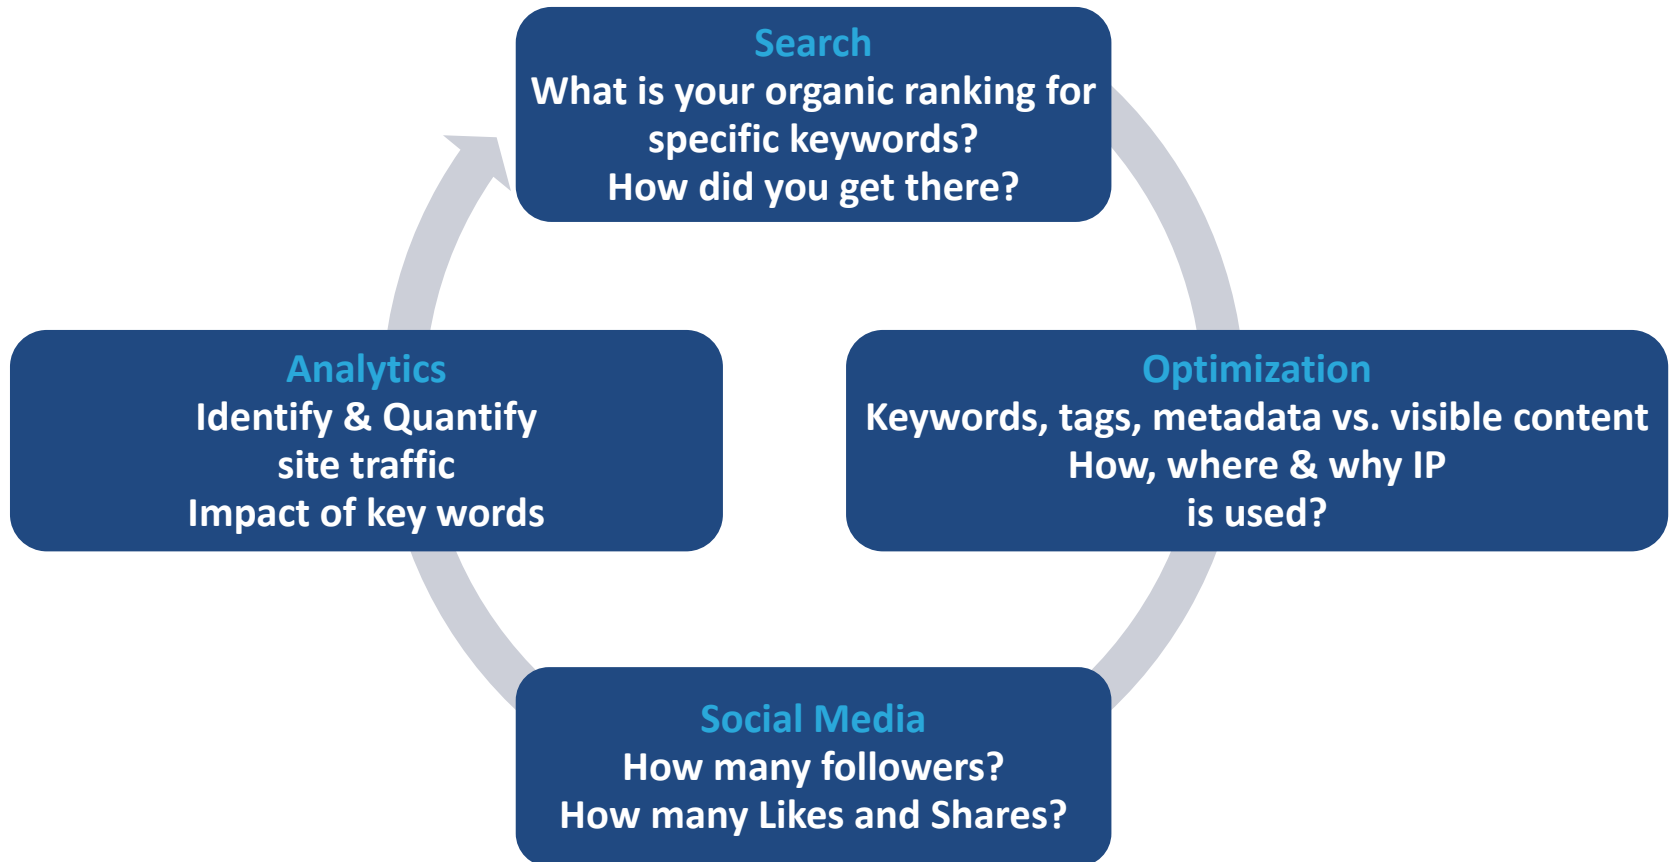 Search
What is your organic ranking for
specific keywords?
How did you get there?
Analytics
Identify & Quantify
site traffic
Impact of key words
Optimization
Keywords, tags, metadata vs. visible content
How, where & why IP
is used?
Social Media
How many followers?
How many Likes and Shares?